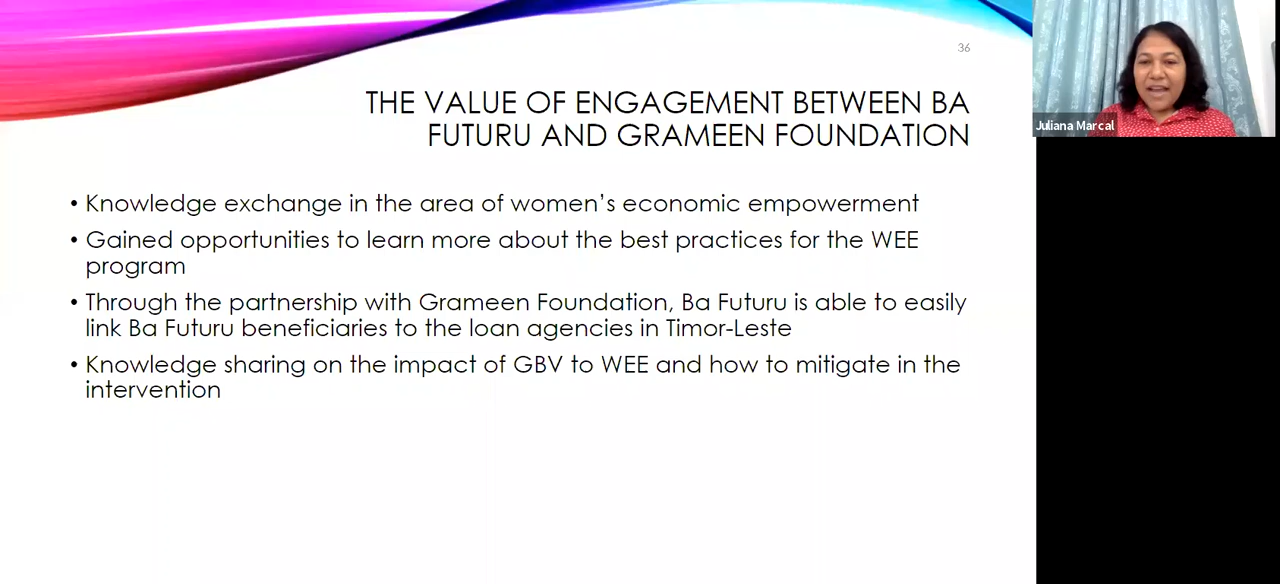 36
THE VALUE OF ENGAGEMENT BETWEEN BA
FUTURU AND GRAMEEN FOUNDATION
• Knowledge exchange in the area of women’s economic empowerment
• Gained opportunities to learn more about the best practices for the WEE
program
• Through the partnership with Grameen Foundation, Ba Futuru is able to easily
link Ba Futuru beneficiaries to the loan agencies in Timor-Leste
• Knowledge sharing on the impact of GBV to WEE and how to mitigate in the
intervention
Juliana Marcal